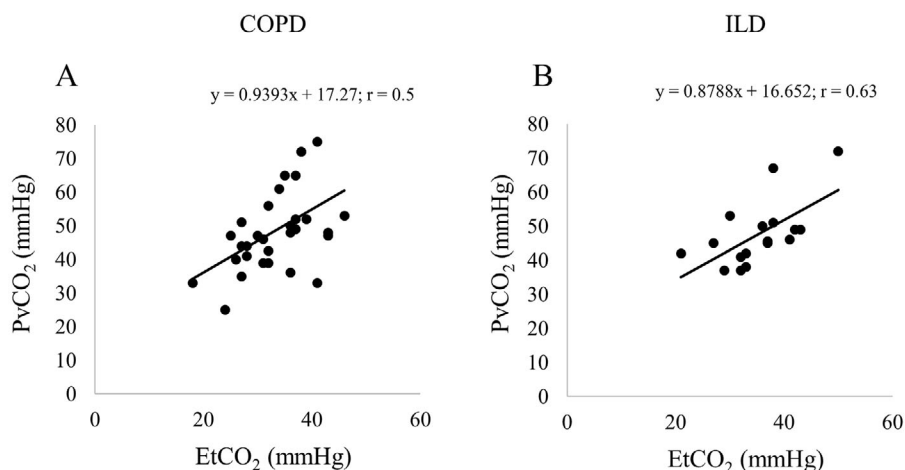 COPD
A
y = 0.9393x + 17.27; r = 0.5
80
70
60
50
40
30
20
10
0
PvCO₂ (mmHg)
0 20 40 60
EtCO₂ (mmHg)
ILD
B
y = 0.8788x + 16.652; r = 0.63
80
70
60
50
40
30
20
10
0
PvCO₂ (mmHg)
0 20 40 60
EtCO₂ (mmHg)